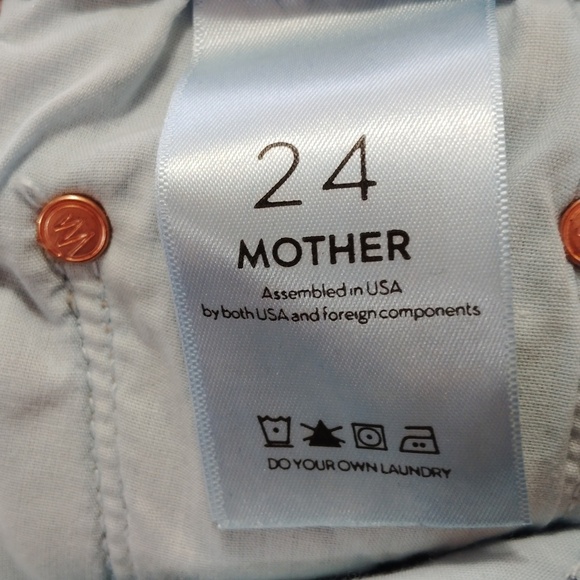 24
MOTHER
Assembled in USA
by both USA and foreign components
DO YOUR OWN LAUNDRY